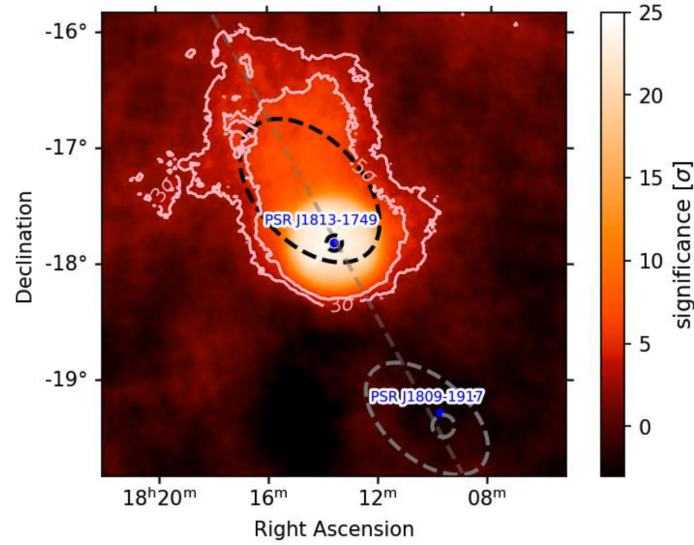 -16°
-17°
-18°
-19°
Declination
18ʰ20ᵐ
16ᵐ
12ᵐ
08ᵐ
Right Ascension
PSR J1813-1749
PSR J1809-1917
3σ
5σ
3σ
25
20
15
10
5
0
significance [σ]